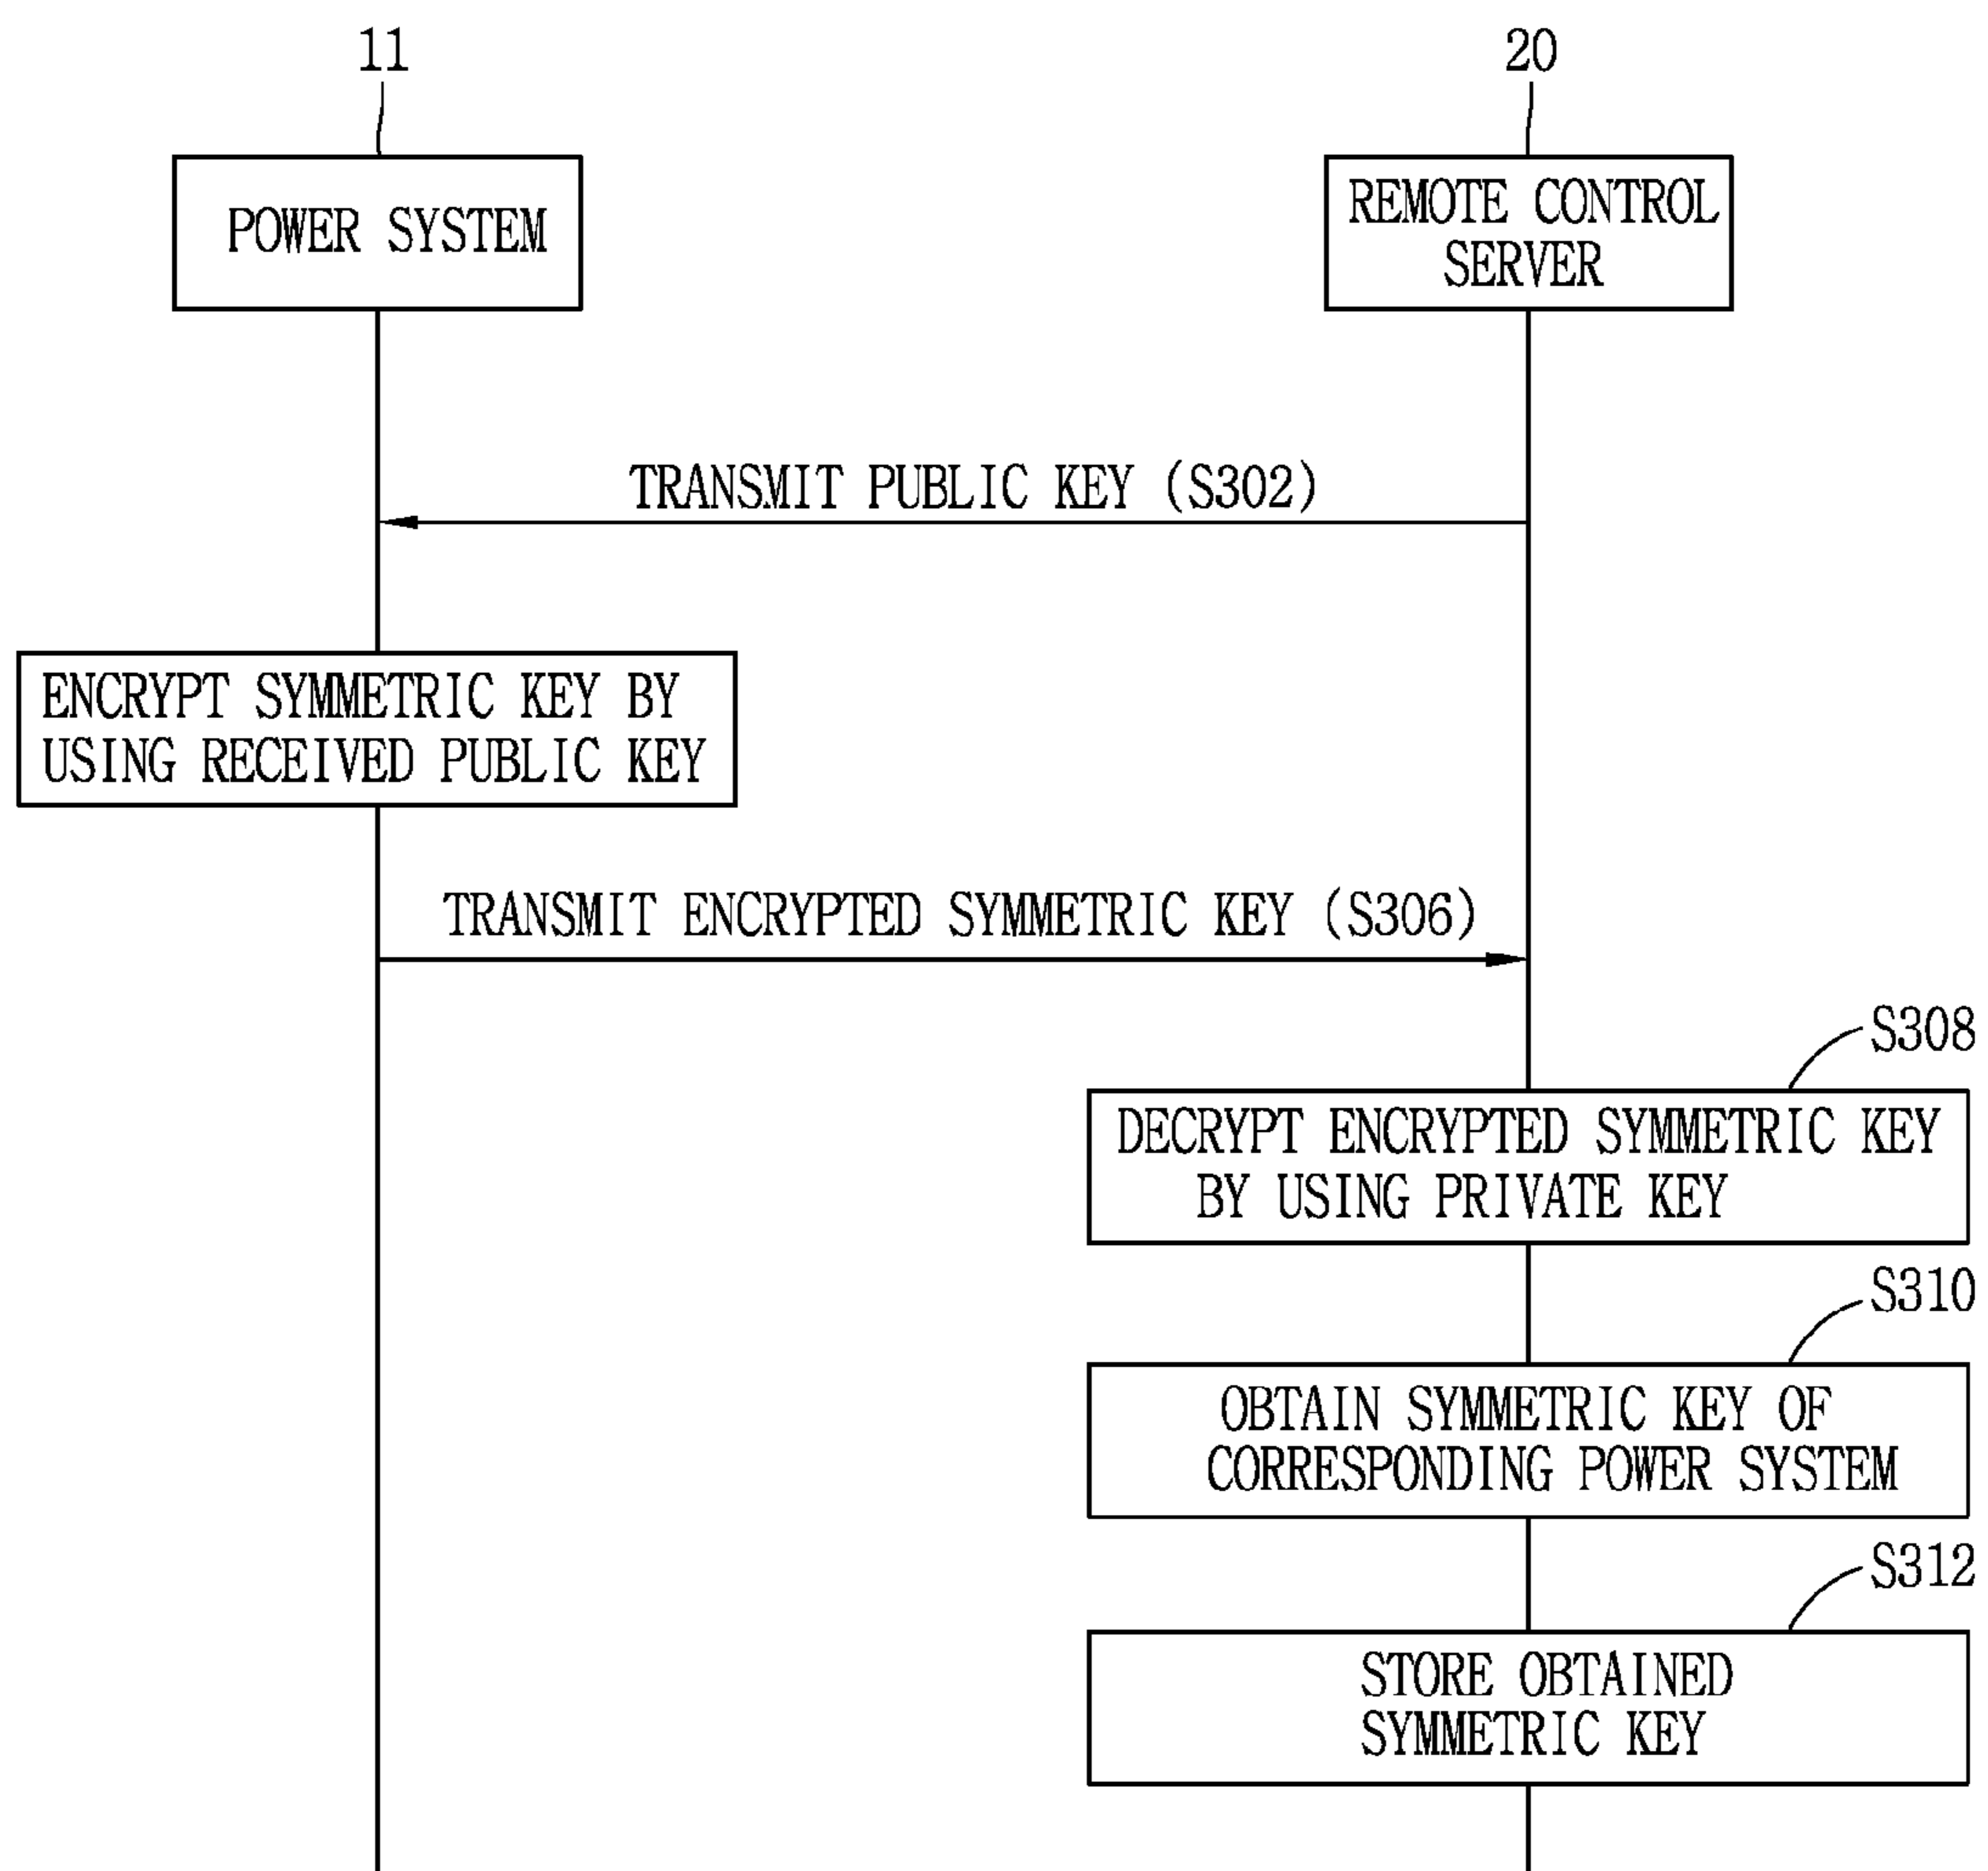 11
20
POWER SYSTEM
REMOTE CONTROL
SERVER
TRANSMIT PUBLIC KEY (S302)
ENCRYPT SYMMETRIC KEY BY
USING RECEIVED PUBLIC KEY
TRANSMIT ENCRYPTED SYMMETRIC KEY (S306)
S308
DECRYPT ENCRYPTED SYMMETRIC KEY
BY USING PRIVATE KEY
S310
OBTAIN SYMMETRIC KEY OF
CORRESPONDING POWER SYSTEM
S312
STORE OBTAINED
SYMMETRIC KEY